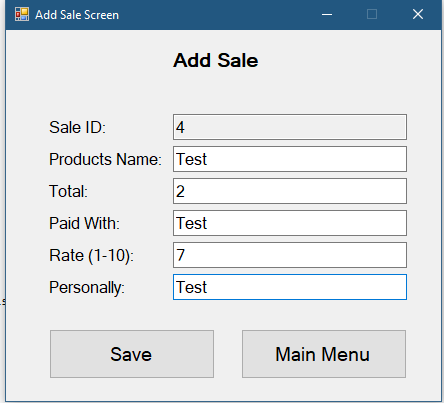 Add Sale Screen
Add Sale
Sale ID: 4
Products Name: Test
Total: 2
Paid With: Test
Rate (1-10): 7
Personally: Test
Save Main Menu